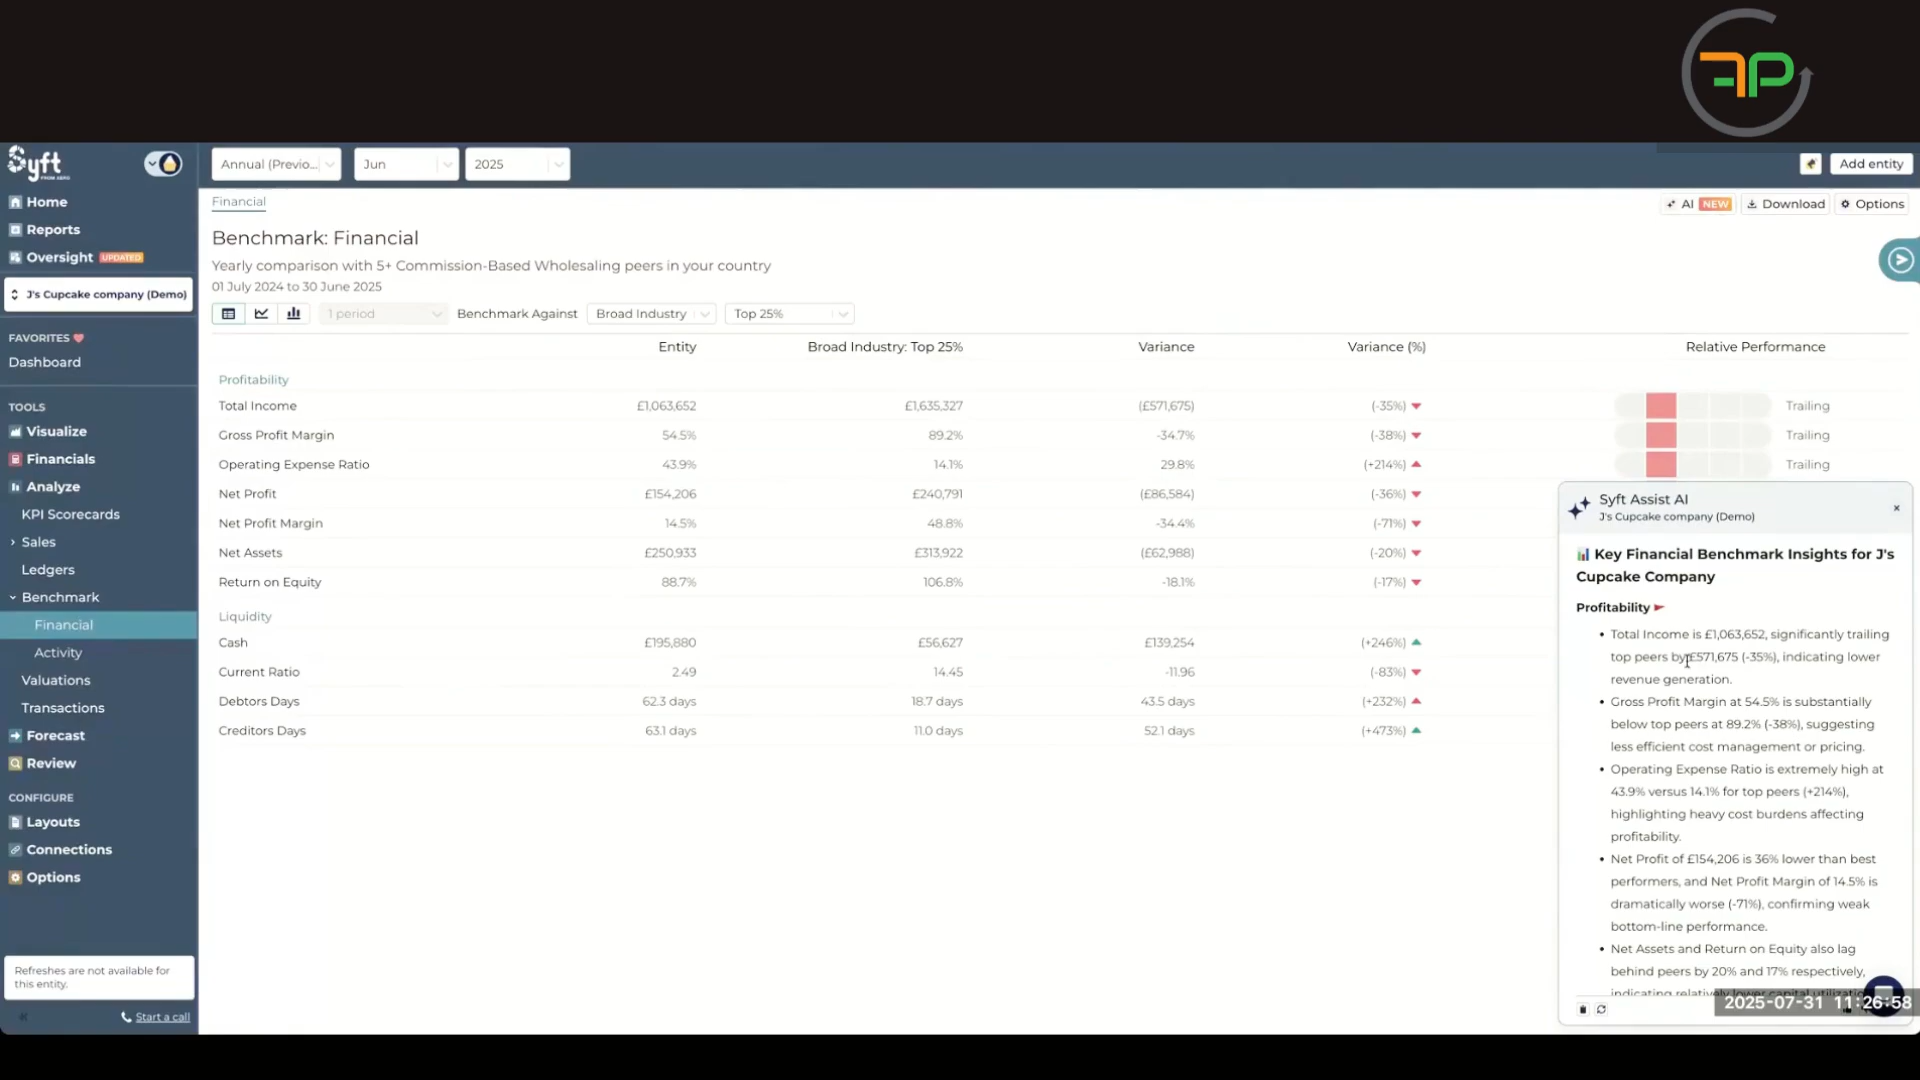 FP
Syft
Annual (Previo...
Jun
2025
Add entity
Home
Reports
Oversight UPDATED
J's Cupcake company (Demo)
FAVORITES
Dashboard
TOOLS
Visualize
Financials
Analyze
KPI Scorecards
Sales
Ledgers
Benchmark
Financial
Activity
Valuations
Transactions
Forecast
Review
CONFIGURE
Layouts
Connections
Options
Refreshes are not available for
this entity.
Start a call
Financial
AI NEW
Download
Options
Benchmark: Financial
Yearly comparison with 5+ Commission-Based Wholesaling peers in your country
01 July 2024 to 30 June 2025
1 period Benchmark Against Broad Industry Top 25%
Entity Broad Industry: Top 25% Variance Variance (%) Relative Performance
Profitability
Total Income £1,063,652 £1,635,327 (£571,675) (-35%) Trailing
Gross Profit Margin 54.5% 89.2% -34.7% (-38%) Trailing
Operating Expense Ratio 43.9% 14.1% 29.8% (+214%) Trailing
Net Profit £154,206 £240,791 (£86,584) (-36%)
Net Profit Margin 14.5% 48.8% -34.4% (-71%)
Net Assets £250,933 £313,922 (£62,988) (-20%)
Return on Equity 88.7% 106.8% -18.1% (-17%)
Liquidity
Cash £195,880 £56,627 £139,254 (+246%)
Current Ratio 2.49 14.45 -11.96 (-83%)
Debtors Days 62.3 days 18.7 days 43.5 days (+232%)
Creditors Days 63.1 days 11.0 days 52.1 days (+473%)
Syft Assist AI
J's Cupcake company (Demo)
Key Financial Benchmark Insights for J's
Cupcake Company
Profitability
• Total Income is £1,063,652, significantly trailing
top peers by £571,675 (-35%), indicating lower
revenue generation.
• Gross Profit Margin at 54.5% is substantially
below top peers at 89.2% (-38%), suggesting
less efficient cost management or pricing.
• Operating Expense Ratio is extremely high at
43.9% versus 14.1% for top peers (+214%),
highlighting heavy cost burdens affecting
profitability.
• Net Profit of £154,206 is 36% lower than best
performers, and Net Profit Margin of 14.5% is
dramatically worse (-71%), confirming weak
bottom-line performance.
• Net Assets and Return on Equity also lag
behind peers by 20% and 17% respectively,
indicating relatively lower capital
2025-07-31 11:26:58